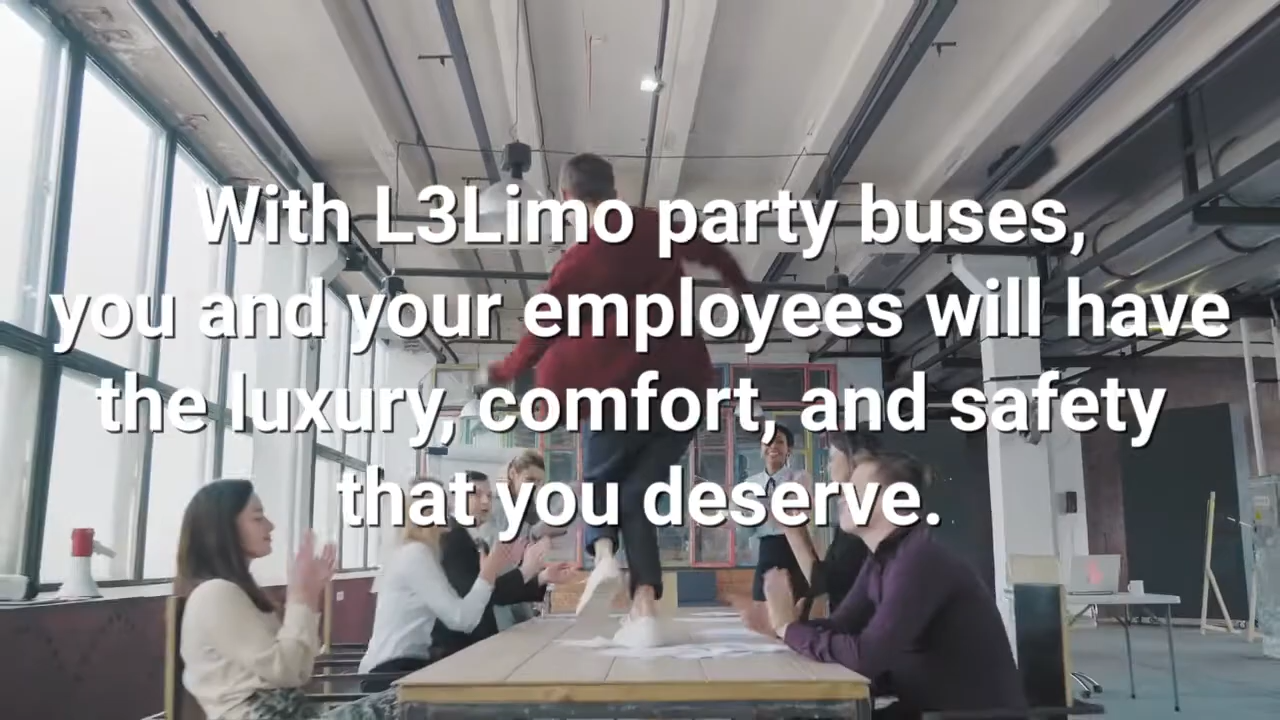 With L3Limo party buses,
you and your employees will have
the luxury, comfort, and safety
that you deserve.